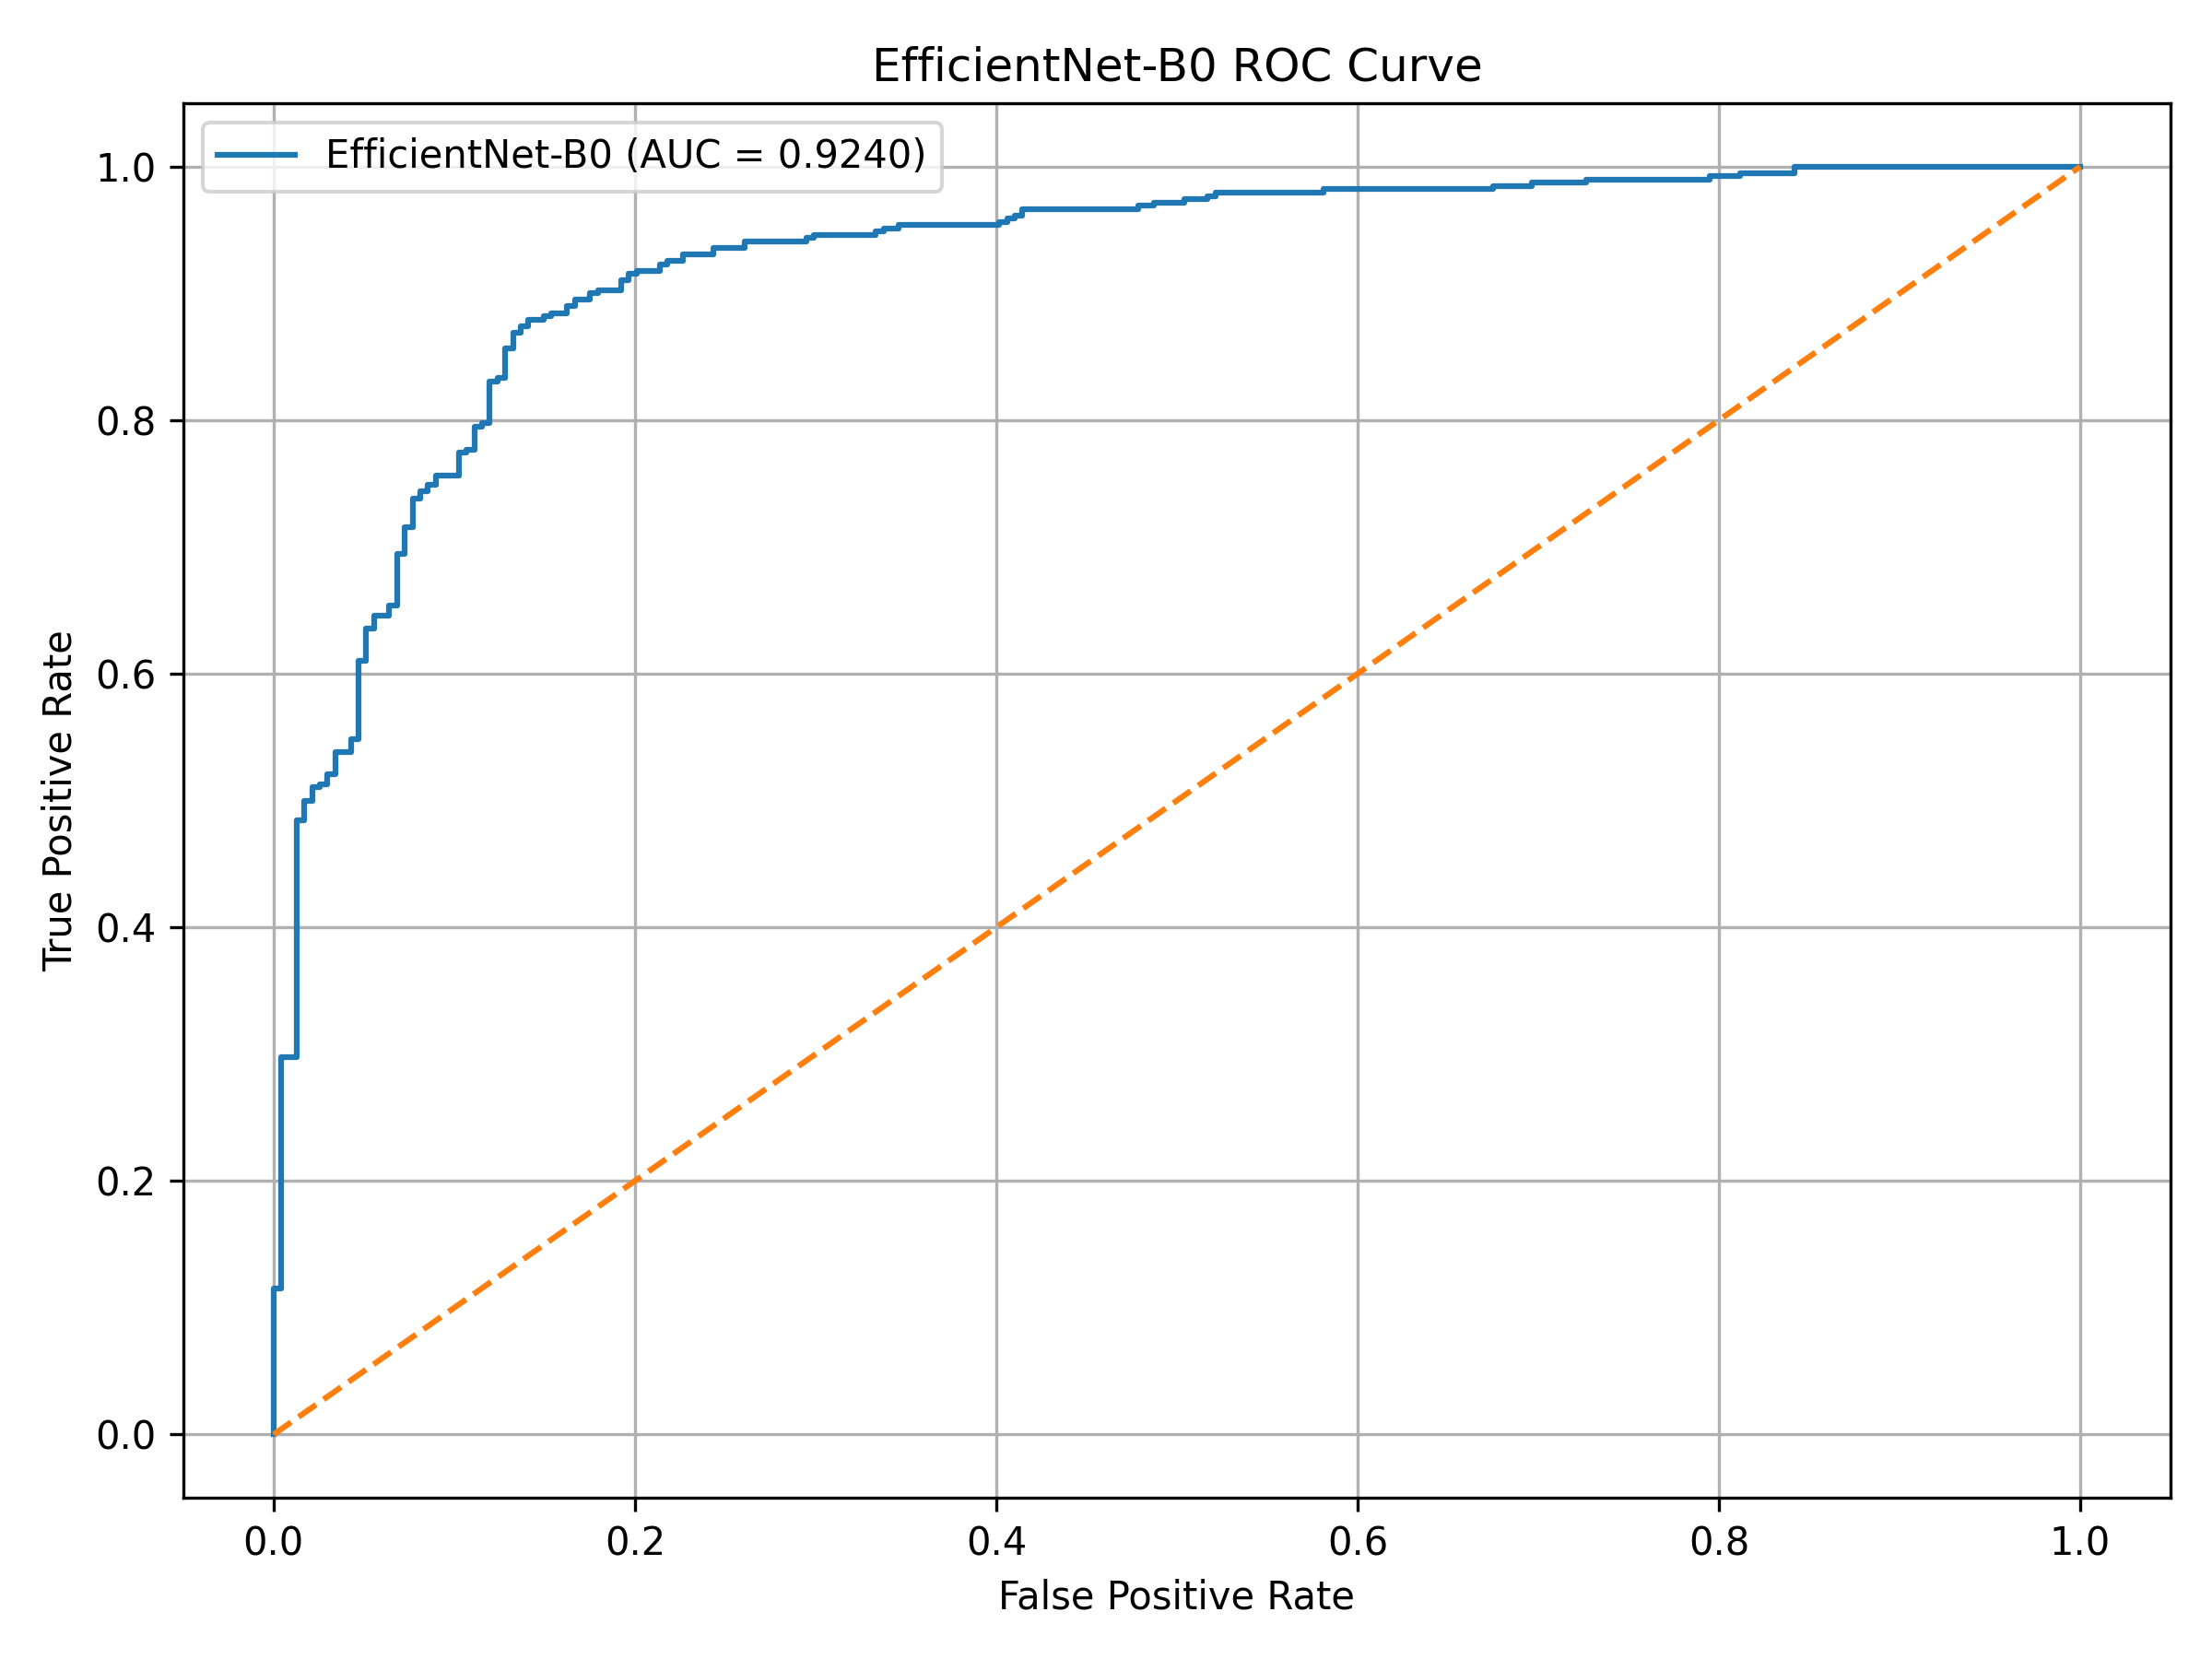 EfficientNet-B0 ROC Curve
EfficientNet-B0 (AUC = 0.9240)
True Positive Rate
1.0
0.8
0.6
0.4
0.2
0.0
0.0 0.2 0.4 0.6 0.8 1.0
False Positive Rate